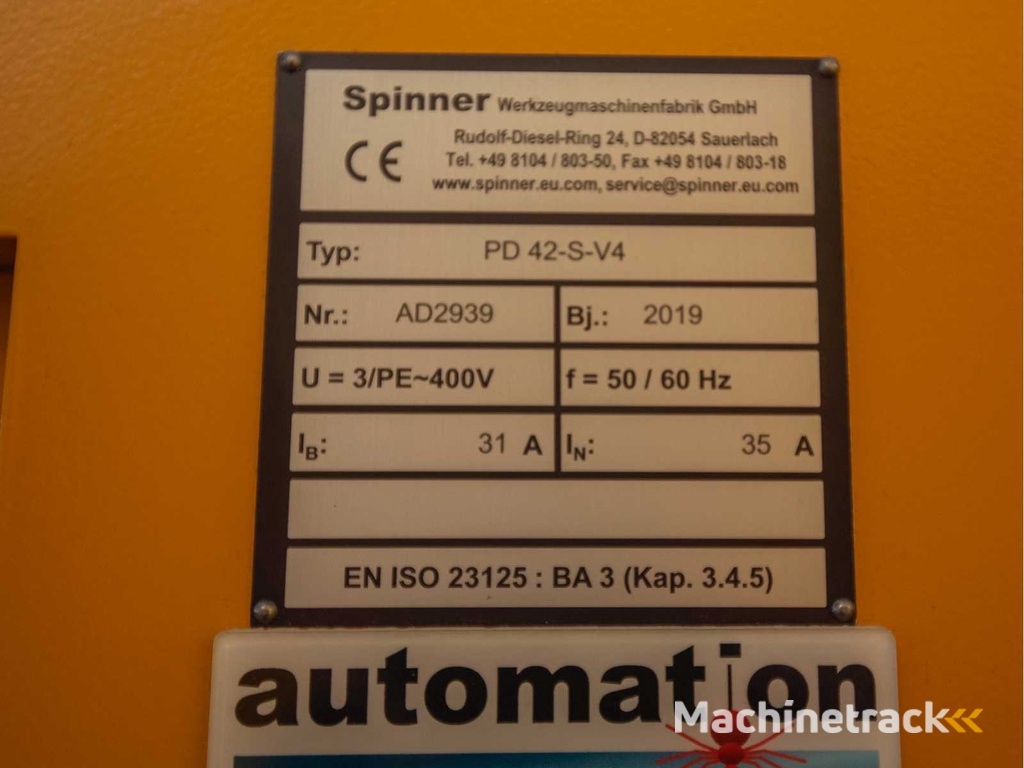 Spinner Werkzeugmaschinenfabrik GmbH
Rudolf-Diesel-Ring 24, D-82054 Sauerlach
CE Tel. +49 8104 / 803-50, Fax +49 8104 / 803-18
www.spinner.eu.com, service@spinner.eu.com
Typ: PD 42-S-V4
Nr.: AD2939 Bj.: 2019
U = 3/PE~400V f = 50 / 60 Hz
IB: 31 A IN: 35 A
EN ISO 23125 : BA 3 (Kap. 3.4.5)
automation
Machinetrack